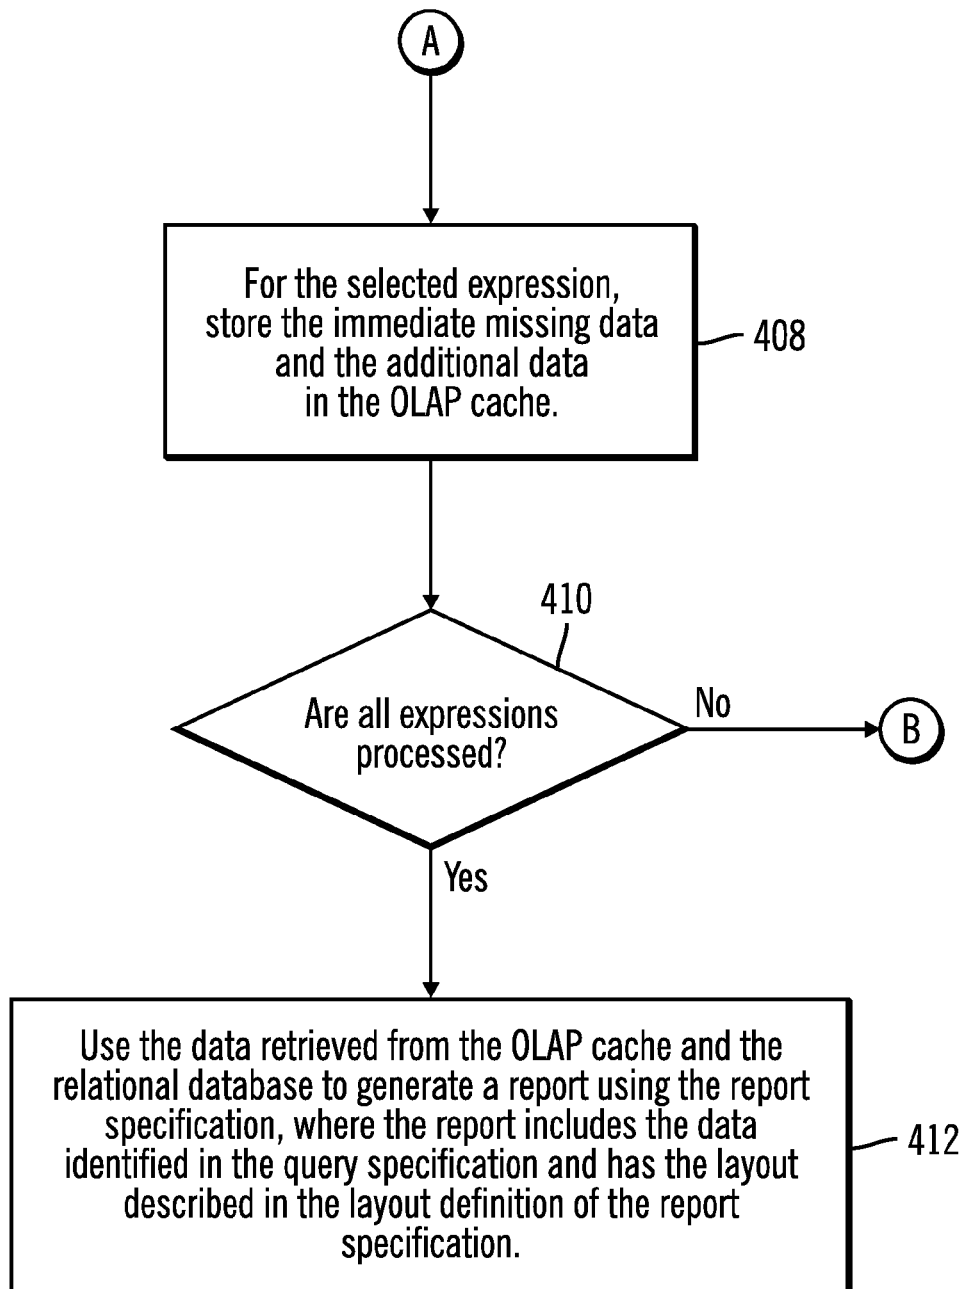 A
For the selected expression,
store the immediate missing data
and the additional data
in the OLAP cache.
408
410
Are all expressions
processed?
No
B
Yes
Use the data retrieved from the OLAP cache and the
relational database to generate a report using the report
specification, where the report includes the data
identified in the query specification and has the layout
described in the layout definition of the report
specification.
412